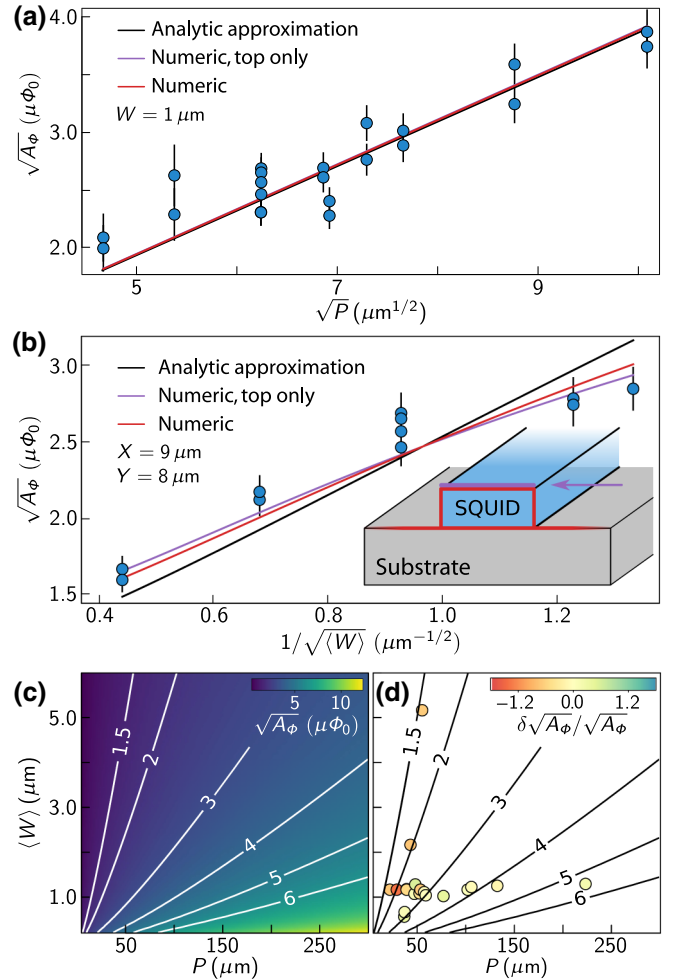 (a)
4.0
3.0
2.0
√A_Φ (μΦ₀)
Analytic approximation
Numeric, top only
Numeric
W = 1 μm
5
7
9
√P (μm^{1/2})
(b)
3.0
2.5
2.0
1.5
√A_Φ (μΦ₀)
Analytic approximation
Numeric, top only
Numeric
X = 9 μm
Y = 8 μm
SQUID
Substrate
0.4
0.6
0.8
1.0
1.2
1/√⟨W⟩ (μm^{−1/2})
(c)
5
10
√A_Φ (μΦ₀)
5.0
3.0
1.0
⟨W⟩ (μm)
1.5
2
3
4
5
6
50
150
250
P (μm)
(d)
−1.2
0.0
1.2
δ√A_Φ/√A_Φ
1.5
2
3
4
5
6
50
150
250
P (μm)